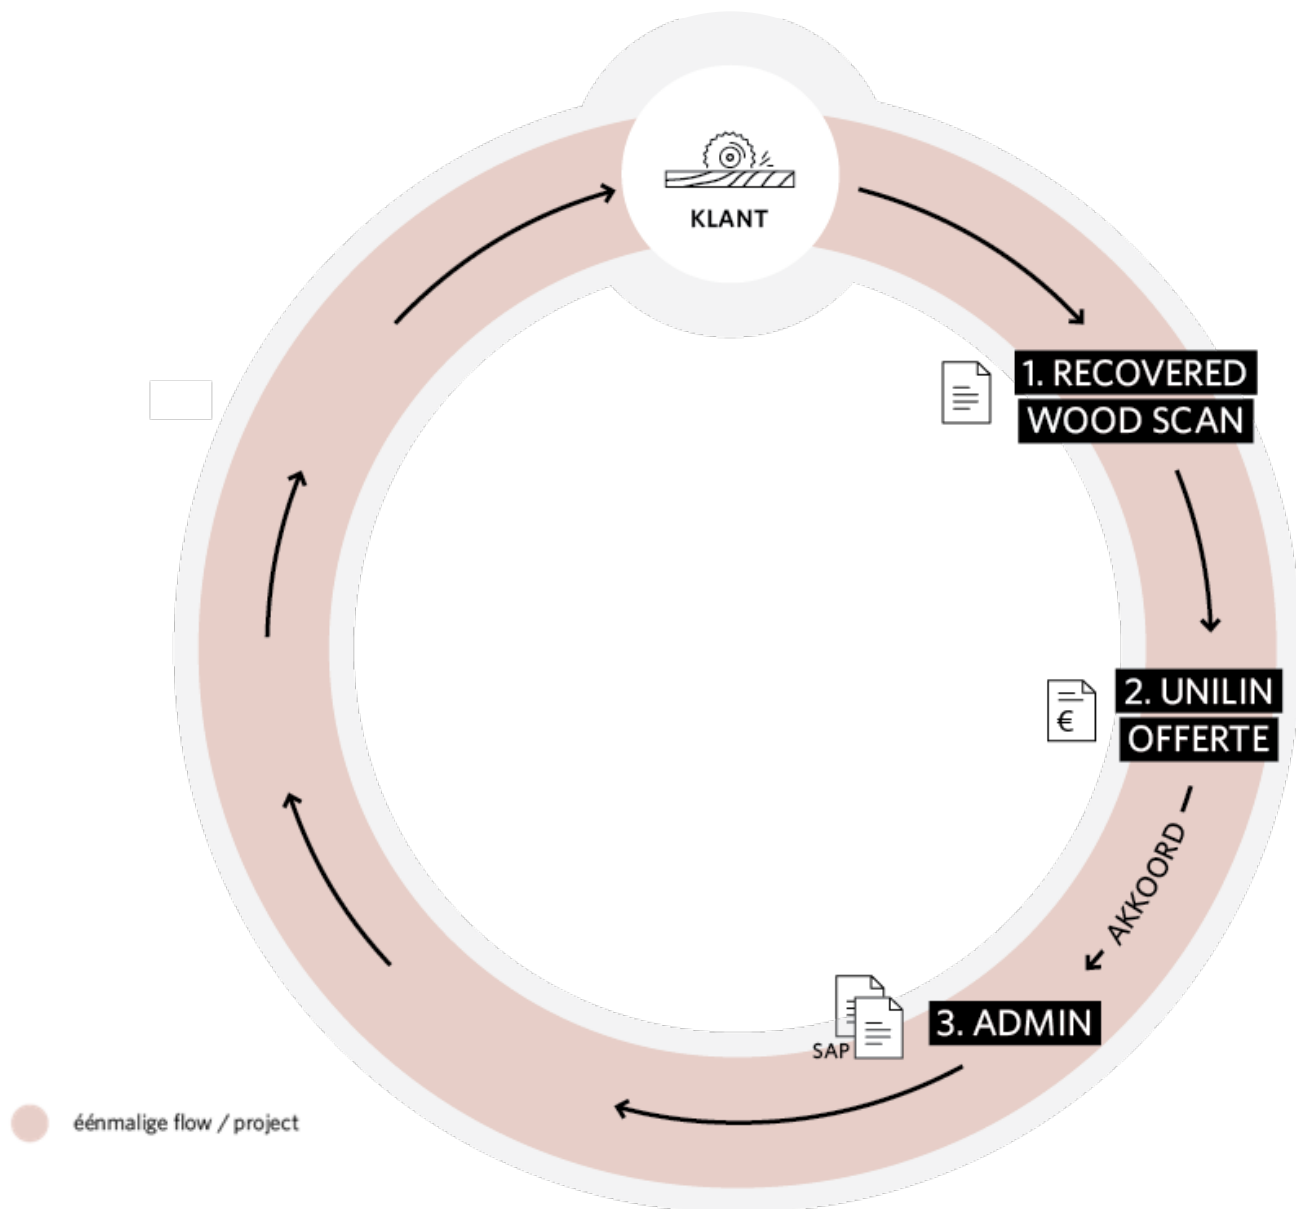 KLANT
1. RECOVERED
WOOD SCAN
2. UNILIN
€
OFFERTE
AKKOORD
3. ADMIN
SAP
éénmalige flow / project